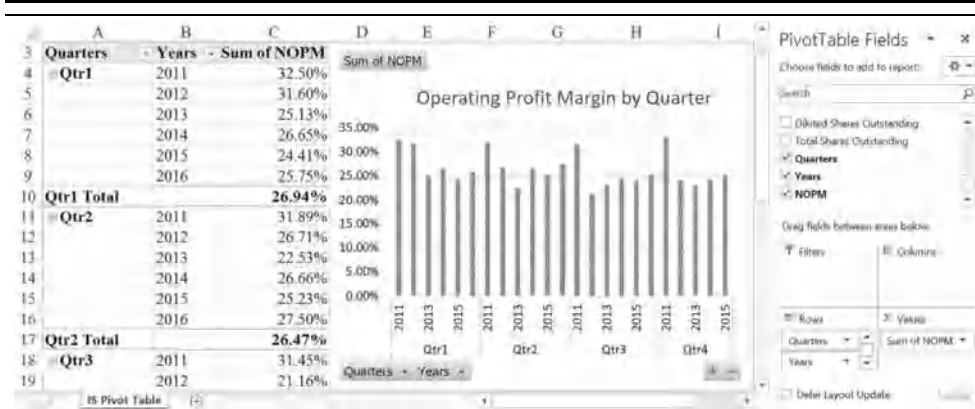 A B C D E F G H I
3 Quarters Years Sum of NOPM
4 Qtr1 2011 32.50%
5 2012 31.60%
6 2013 25.13%
7 2014 26.65%
8 2015 24.41%
9 2016 25.75%
10 Qtr1 Total 26.94%
11 Qtr2 2011 31.89%
12 2012 26.71%
13 2013 22.53%
14 2014 26.66%
15 2015 25.23%
16 2016 27.50%
17 Qtr2 Total 26.47%
18 Qtr3 2011 31.45%
19 2012 21.16%
IS Pivot Table
Sum of NOPM
Operating Profit Margin by Quarter
35.00%
30.00%
25.00%
20.00%
15.00%
10.00%
5.00%
0.00%
2011 2013 2015 2011 2013 2015 2011 2013 2015 2011 2013 2015
Qtr1 Qtr2 Qtr3 Qtr4
Quarters Years
PivotTable Fields
Choose fields to add to report:
Search
Diluted Shares Outstanding
Total Shares Outstanding
Quarters
Years
NOPM
Drag fields between areas below:
Filters Columns
Rows Values
Quarters Sum of NOPM
Years
Defer Layout Update